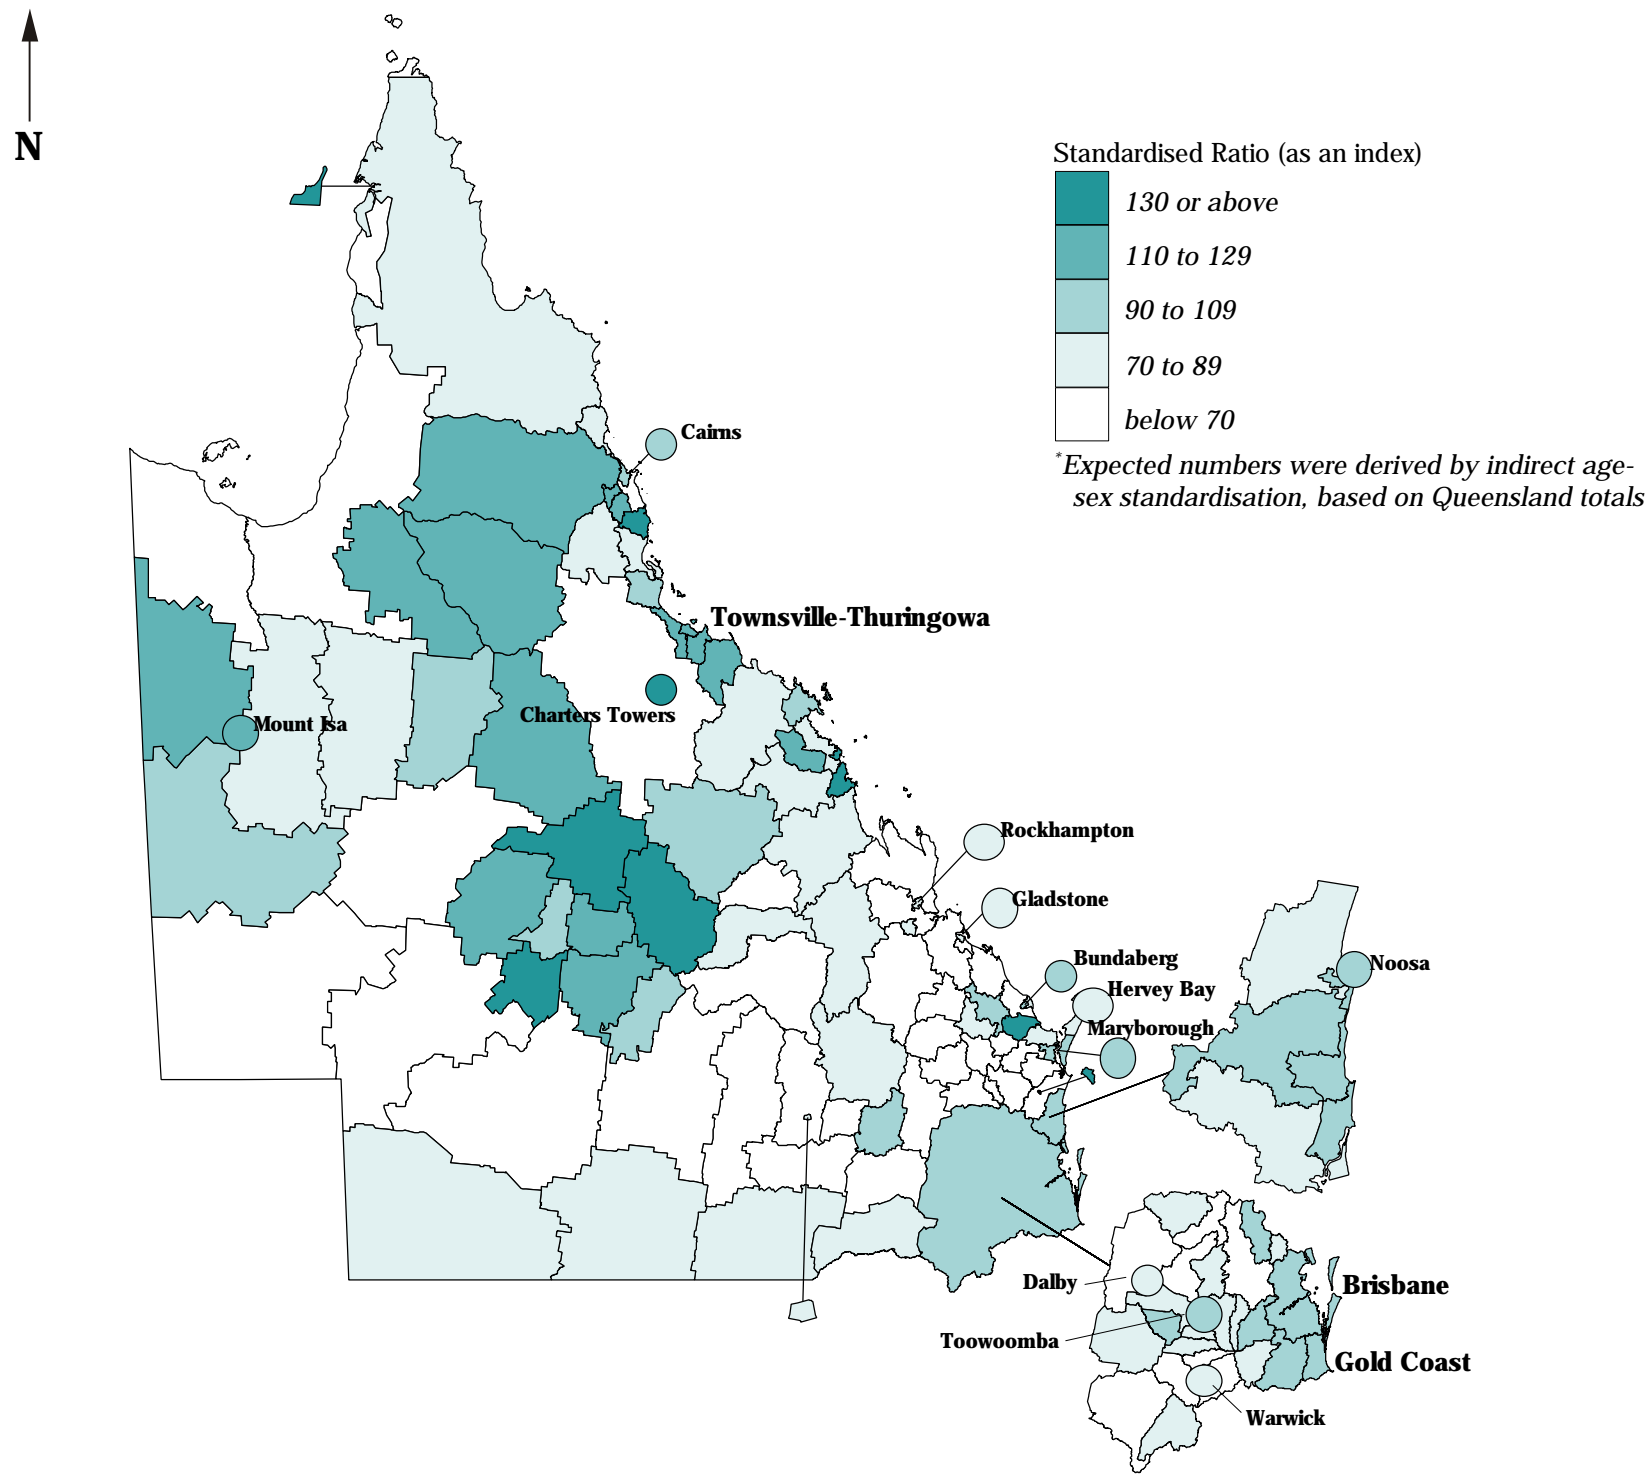 N
Standardised Ratio (as an index)
130 or above
110 to 129
90 to 109
70 to 89
below 70
*Expected numbers were derived by indirect age-
sex standardisation, based on Queensland totals
Cairns
Townsville-Thuringowa
Charters Towers
Mount Isa
Rockhampton
Gladstone
Bundaberg
Noosa
Hervey Bay
Maryborough
Dalby
Brisbane
Toowoomba
Gold Coast
Warwick